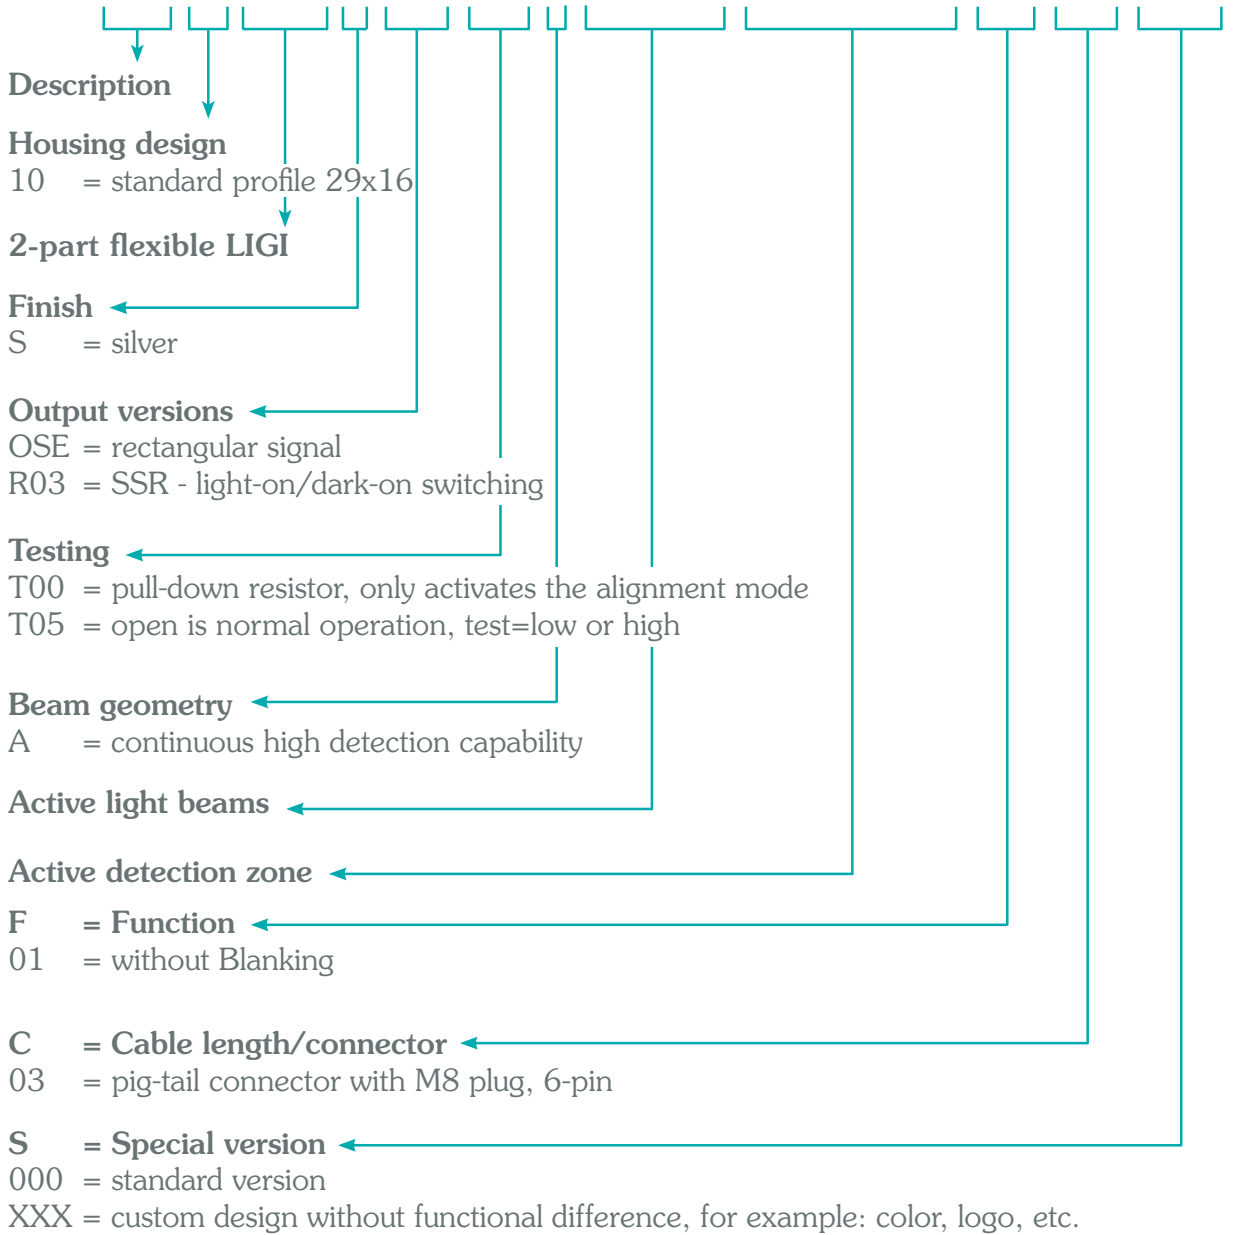 Description
Housing design
10 = standard profile 29x16
2-part flexible LIGI
Finish
S = silver
Output versions
OSE = rectangular signal
R03 = SSR - light-on/dark-on switching
Testing
T00 = pull-down resistor, only activates the alignment mode
T05 = open is normal operation, test=low or high
Beam geometry
A = continuous high detection capability
Active light beams
Active detection zone
F = Function
01 = without Blanking
C = Cable length/connector
03 = pig-tail connector with M8 plug, 6-pin
S = Special version
000 = standard version
XXX = custom design without functional difference, for example: color, logo, etc.